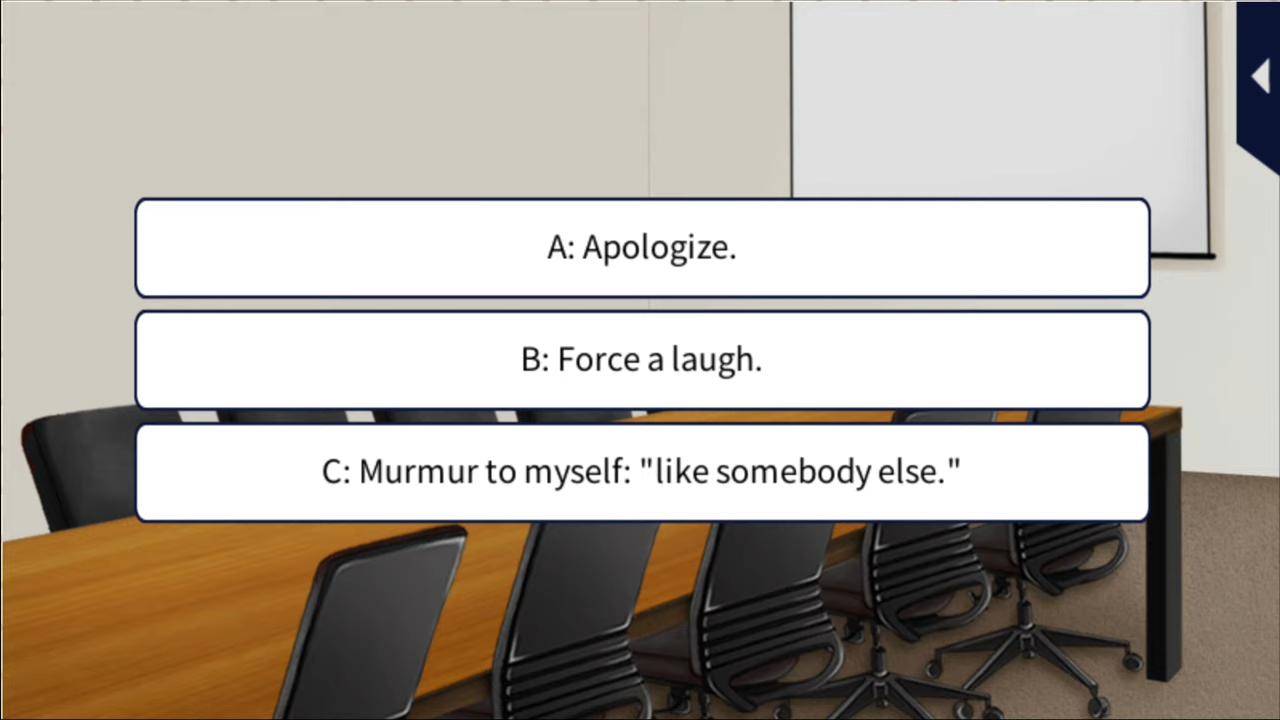 A: Apologize.
B: Force a laugh.
C: Murmur to myself: "like somebody else."